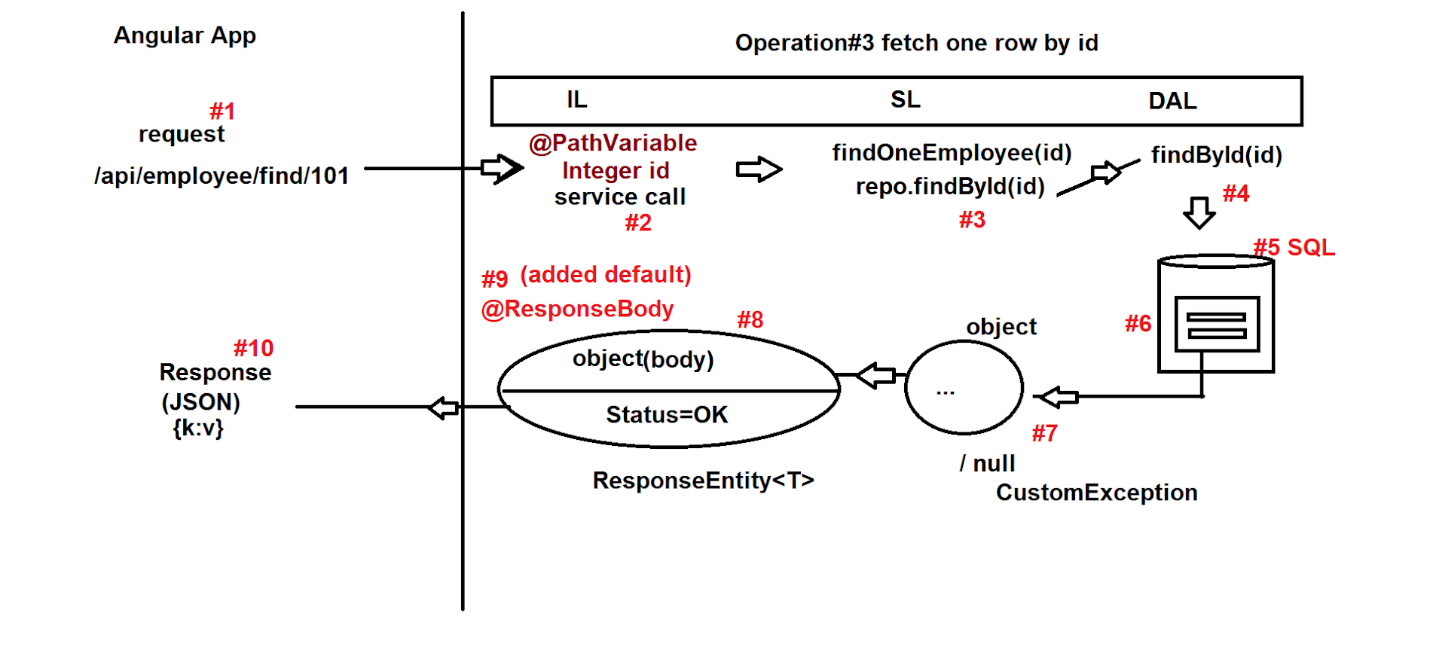 Angular App
Operation#3 fetch one row by id
IL
SL
DAL
#1
request
/api/employee/find/101
@PathVariable
Integer id
service call
#2
findOneEmployee(id)
repo.findById(id)
#3
findById(id)
#4
#5 SQL
#6
#9 (added default)
@ResponseBody
#8
object(body)
Status=OK
ResponseEntity<T>
object
...
#7
/ null
CustomException
#10
Response
(JSON)
{k:v}